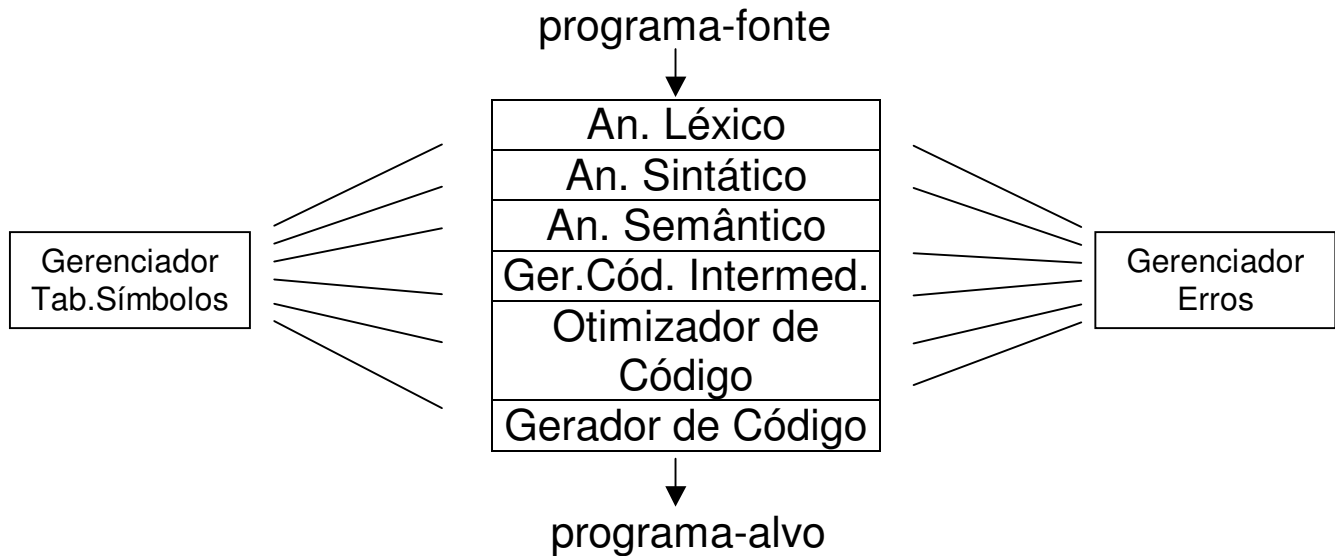 programa-fonte
An. Léxico
An. Sintático
An. Semântico
Ger.Cód. Intermed.
Otimizador de
Código
Gerador de Código
Gerenciador
Tab.Símbolos
Gerenciador
Erros
programa-alvo